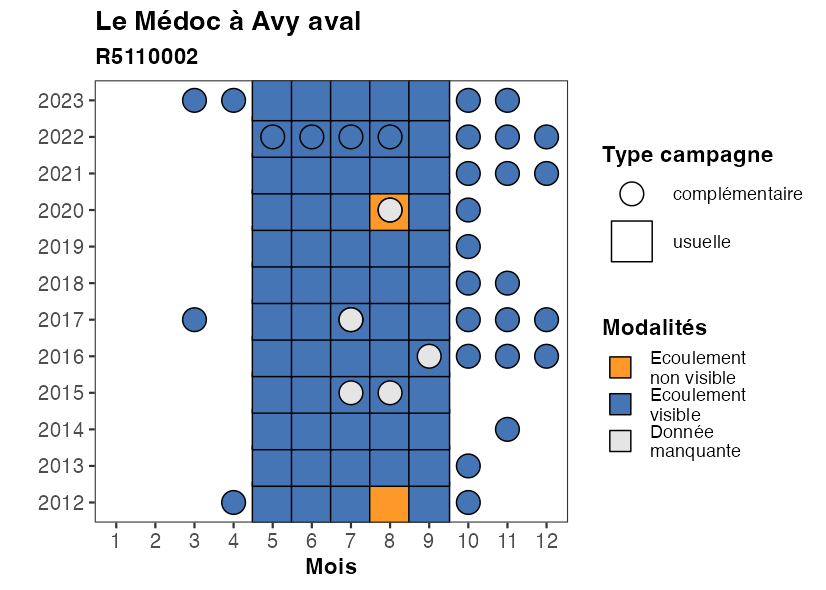 Le Médoc à Avy aval
R5110002
2023
2022
2021
2020
2019
2018
2017
2016
2015
2014
2013
2012
1 2 3 4 5 6 7 8 9 10 11 12
Mois
Type campagne
complémentaire
usuelle
Modalités
Ecoulement
non visible
Ecoulement
visible
Donnée
manquante